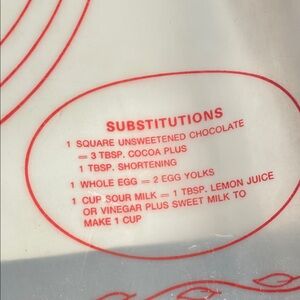 SUBSTITUTIONS
1 SQUARE UNSWEETENED CHOCOLATE
= 3 TBSP. COCOA PLUS
1 TBSP. SHORTENING
1 WHOLE EGG = 2 EGG YOLKS
1 CUP SOUR MILK = 1 TBSP. LEMON JUICE
OR VINEGAR PLUS SWEET MILK TO
MAKE 1 CUP